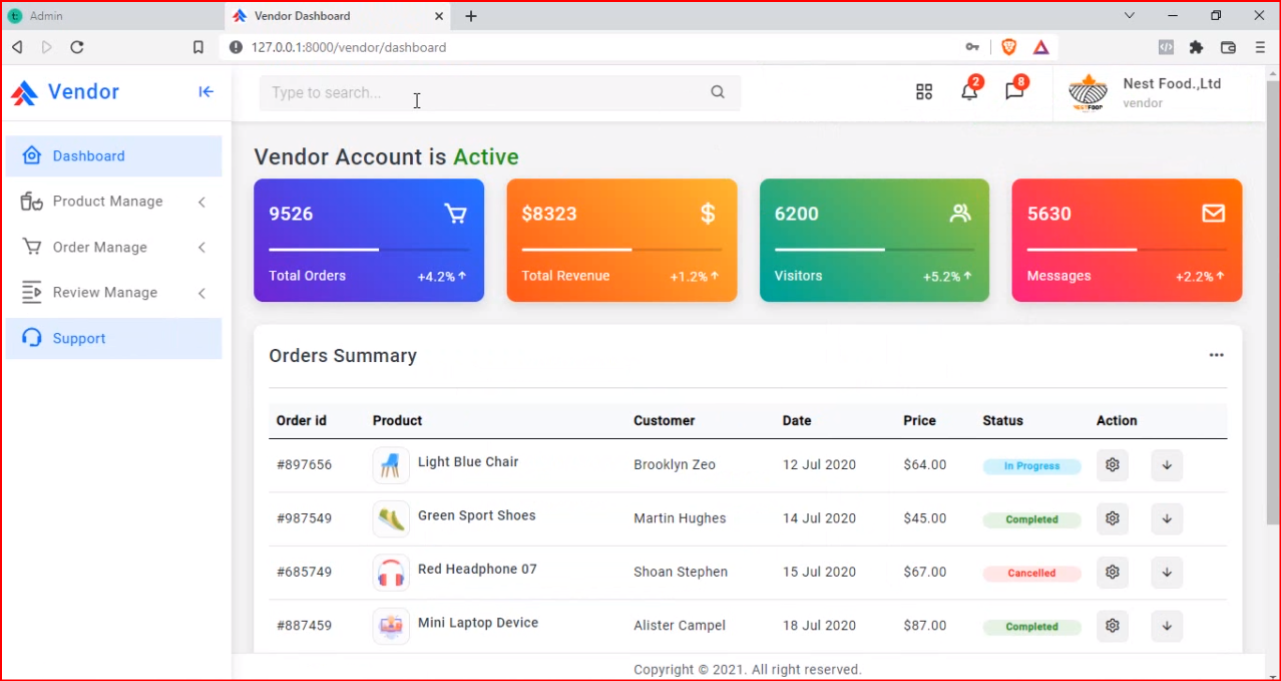 Admin
Vendor Dashboard
127.0.0.1:8000/vendor/dashboard
Vendor
Type to search...
2
8
Nest Food.,Ltd
vendor
Dashboard
Product Manage
Order Manage
Review Manage
Support
Vendor Account is Active
9526
Total Orders +4.2%
$8323
$
Total Revenue +1.2%
6200
Visitors +5.2%
5630
Messages +2.2%
Orders Summary
Order id Product Customer Date Price Status Action
#897656 Light Blue Chair Brooklyn Zeo 12 Jul 2020 $64.00 In Progress
#987549 Green Sport Shoes Martin Hughes 14 Jul 2020 $45.00 Completed
#685749 Red Headphone 07 Shoan Stephen 15 Jul 2020 $67.00 Cancelled
#887459 Mini Laptop Device Alister Campel 18 Jul 2020 $87.00 Completed
Copyright © 2021. All right reserved.